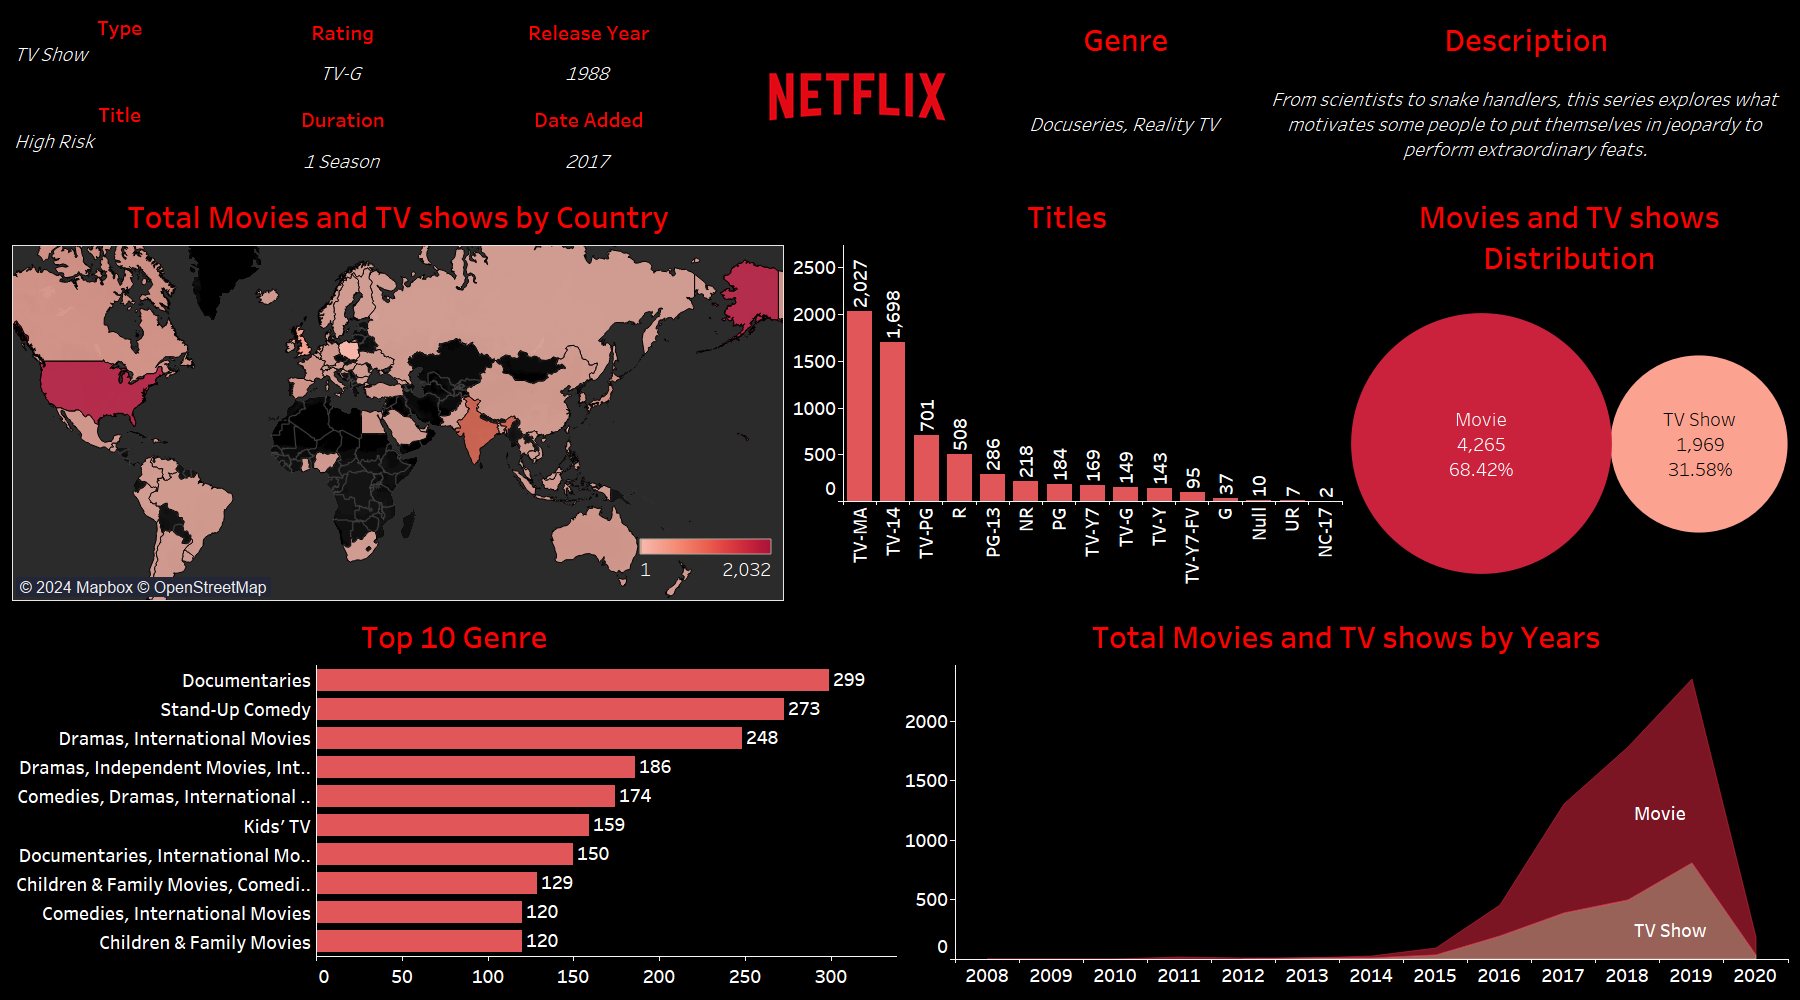 Type
TV Show
Rating
TV-G
Release Year
1988
Title
High Risk
Duration
1 Season
Date Added
2017
NETFLIX
Genre
Docuseries, Reality TV
Description
From scientists to snake handlers, this series explores what
motivates some people to put themselves in jeopardy to
perform extraordinary feats.
Total Movies and TV shows by Country
1
2,032
© 2024 Mapbox © OpenStreetMap
Titles
2500
2000
1500
1000
500
0
2,027
1,698
701
508
286
218
184
169
149
143
95
37
10
7
2
TV-MA
TV-14
TV-PG
R
PG-13
NR
PG
TV-Y7
TV-G
TV-Y
TV-Y7-FV
G
Null
UR
NC-17
Movies and TV shows
Distribution
Movie
4,265
68.42%
TV Show
1,969
31.58%
Top 10 Genre
Documentaries 299
Stand-Up Comedy 273
Dramas, International Movies 248
Dramas, Independent Movies, Int.. 186
Comedies, Dramas, International .. 174
Kids’ TV 159
Documentaries, International Mo.. 150
Children & Family Movies, Comedi.. 129
Comedies, International Movies 120
Children & Family Movies 120
0 50 100 150 200 250 300
Total Movies and TV shows by Years
2000
1500
1000
500
0
Movie
TV Show
2008 2009 2010 2011 2012 2013 2014 2015 2016 2017 2018 2019 2020